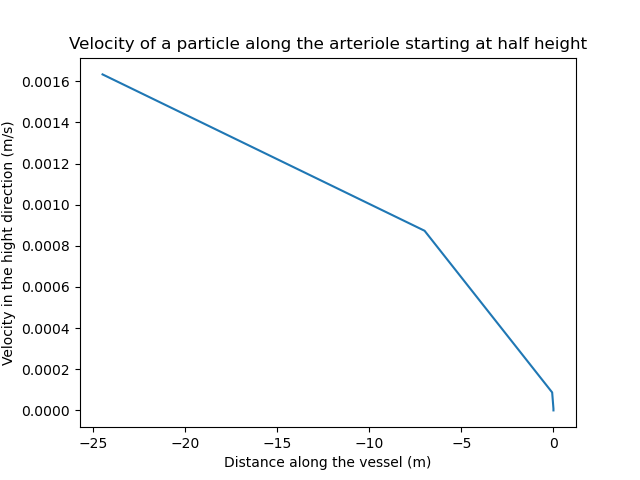 Velocity of a particle along the arteriole starting at half height
Velocity in the hight direction (m/s)
0.0016
0.0014
0.0012
0.0010
0.0008
0.0006
0.0004
0.0002
0.0000
−25 −20 −15 −10 −5 0
Distance along the vessel (m)